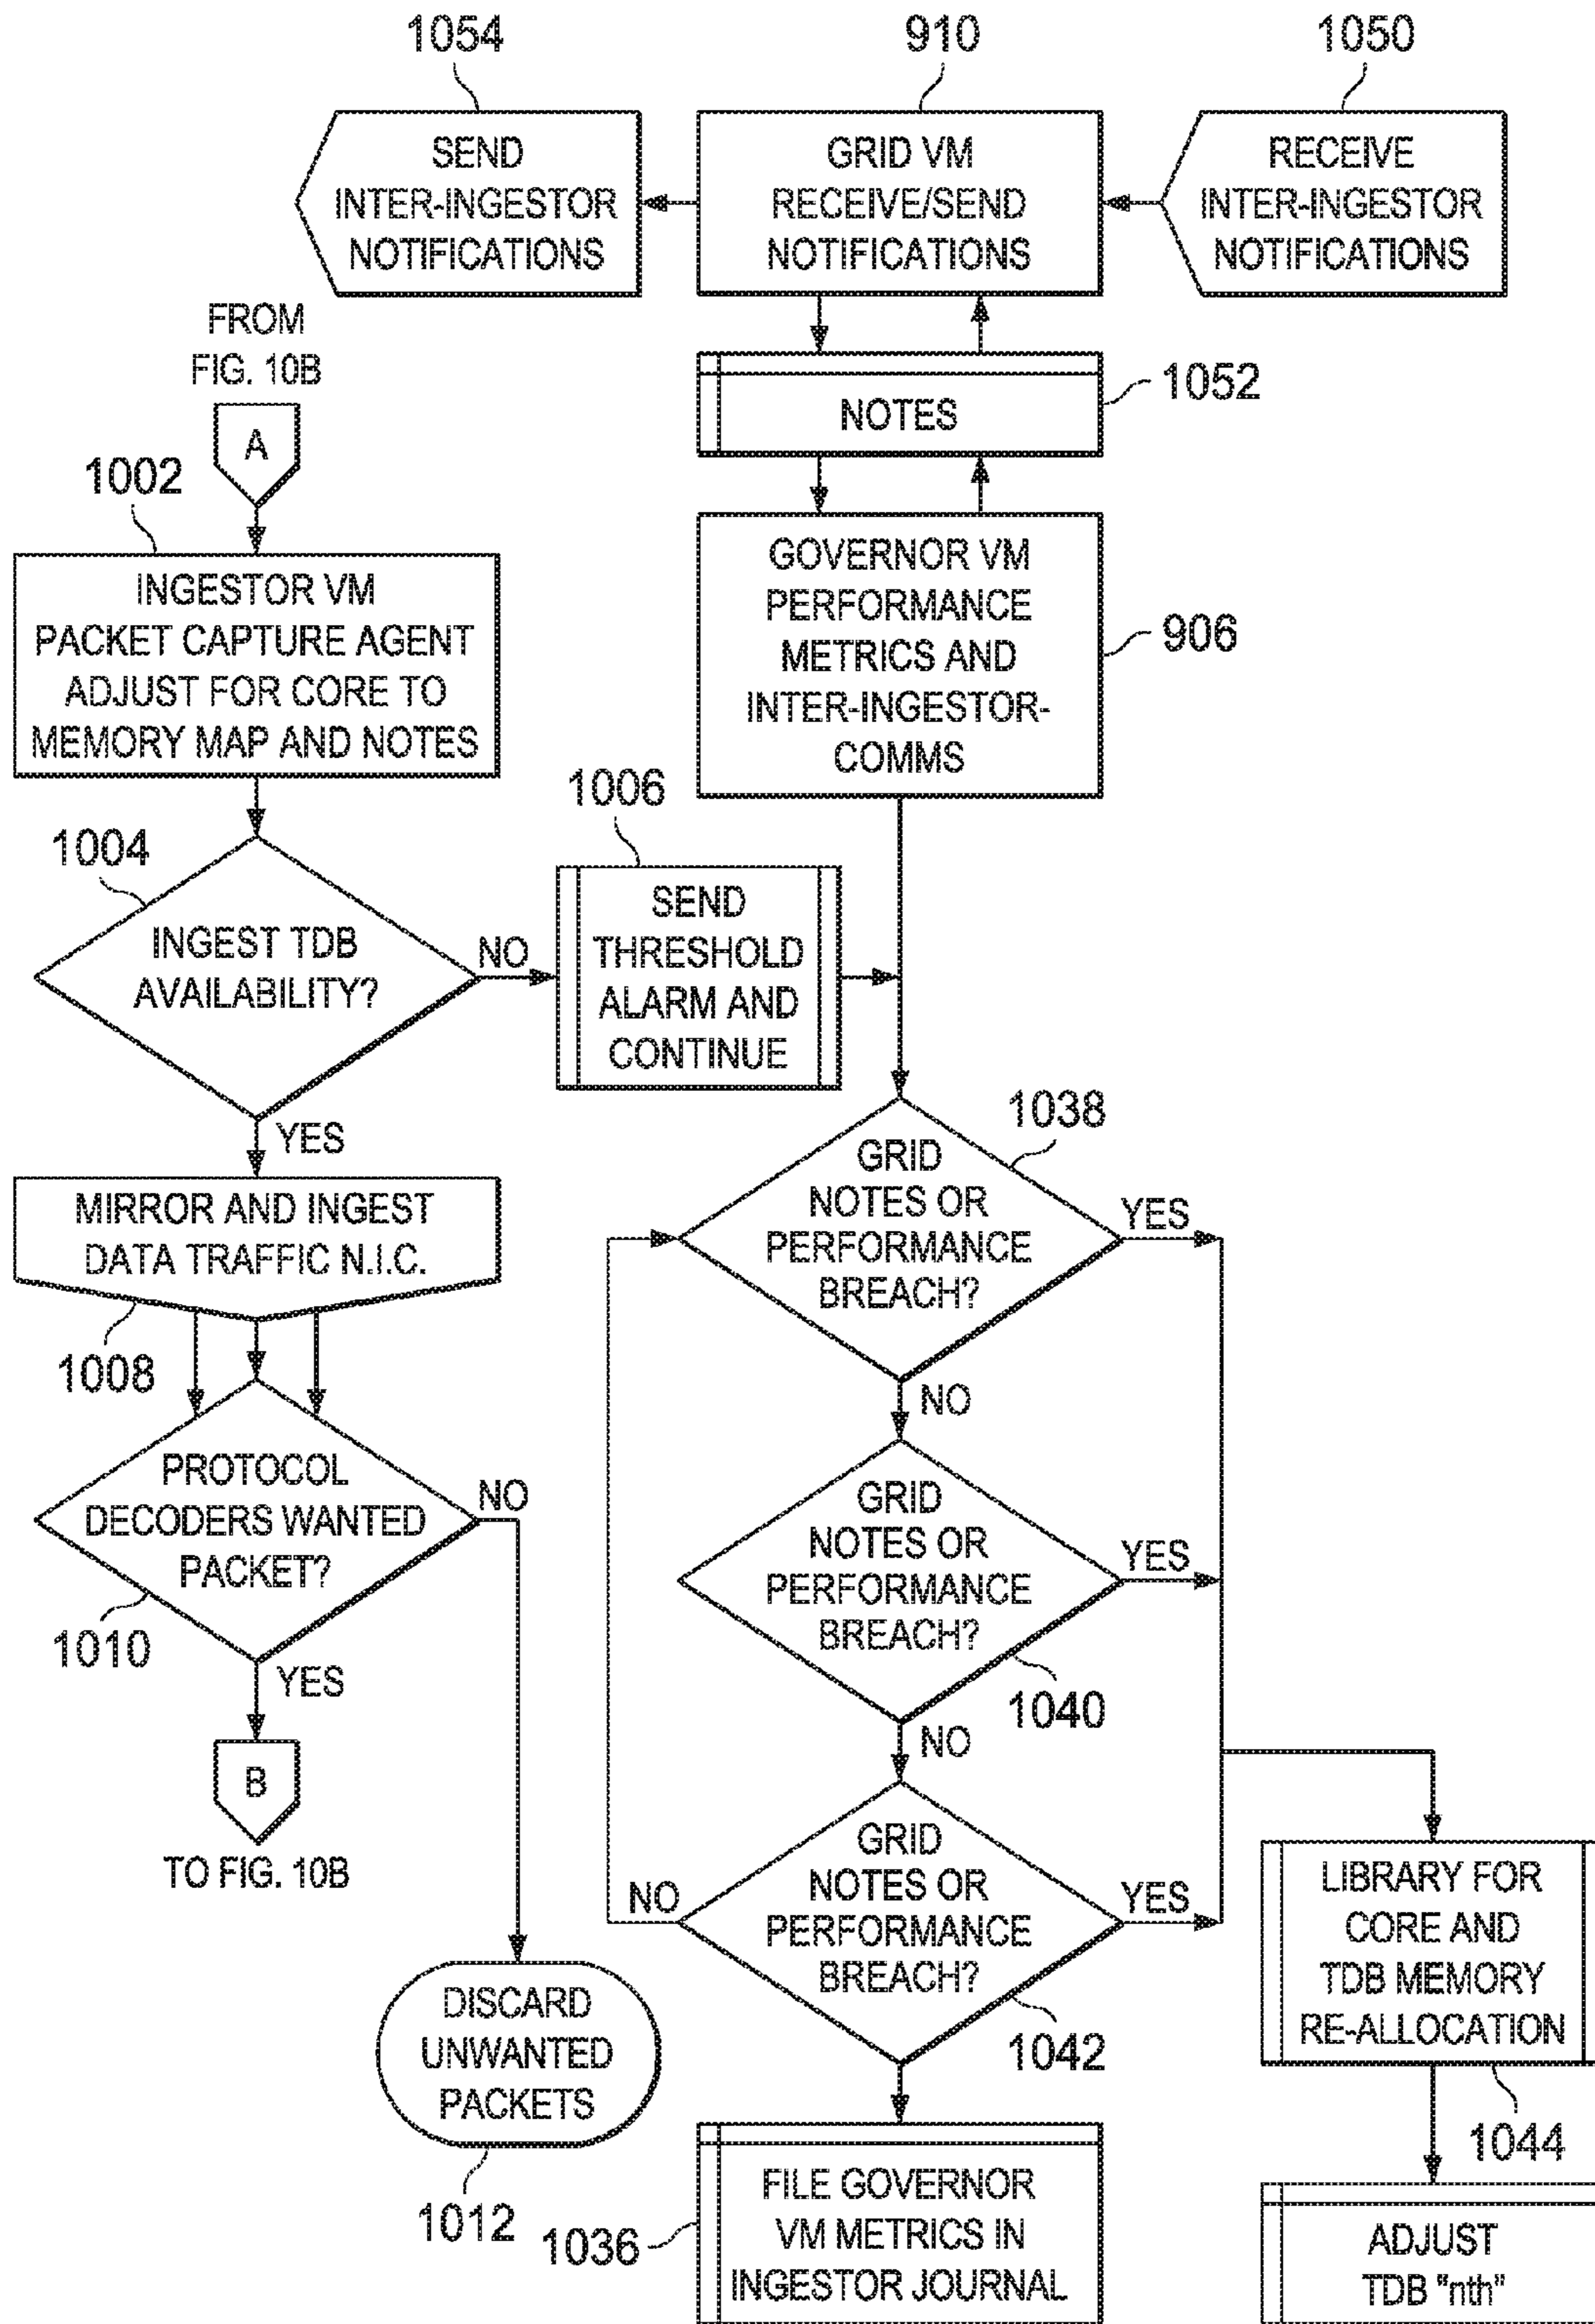 1054
910
1050
SEND
INTER-INGESTOR
NOTIFICATIONS
GRID VM
RECEIVE/SEND
NOTIFICATIONS
RECEIVE
INTER-INGESTOR
NOTIFICATIONS
FROM
FIG. 10B
A
NOTES
1052
1002
INGESTOR VM
PACKET CAPTURE AGENT
ADJUST FOR CORE TO
MEMORY MAP AND NOTES
GOVERNOR VM
PERFORMANCE
METRICS AND
INTER-INGESTOR-
COMMS
906
1004
INGEST TDB
AVAILABILITY?
NO
YES
1006
SEND
THRESHOLD
ALARM AND
CONTINUE
MIRROR AND INGEST
DATA TRAFFIC N.I.C.
1008
PROTOCOL
DECODERS WANTED
PACKET?
NO
1010
YES
B
TO FIG. 10B
DISCARD
UNWANTED
PACKETS
1012
1038
GRID
NOTES OR
PERFORMANCE
BREACH?
YES
NO
GRID
NOTES OR
PERFORMANCE
BREACH?
YES
1040
NO
GRID
NOTES OR
PERFORMANCE
BREACH?
NO
YES
1042
FILE GOVERNOR
VM METRICS IN
INGESTOR JOURNAL
1036
LIBRARY FOR
CORE AND
TDB MEMORY
RE-ALLOCATION
1044
ADJUST
TDB "nth"